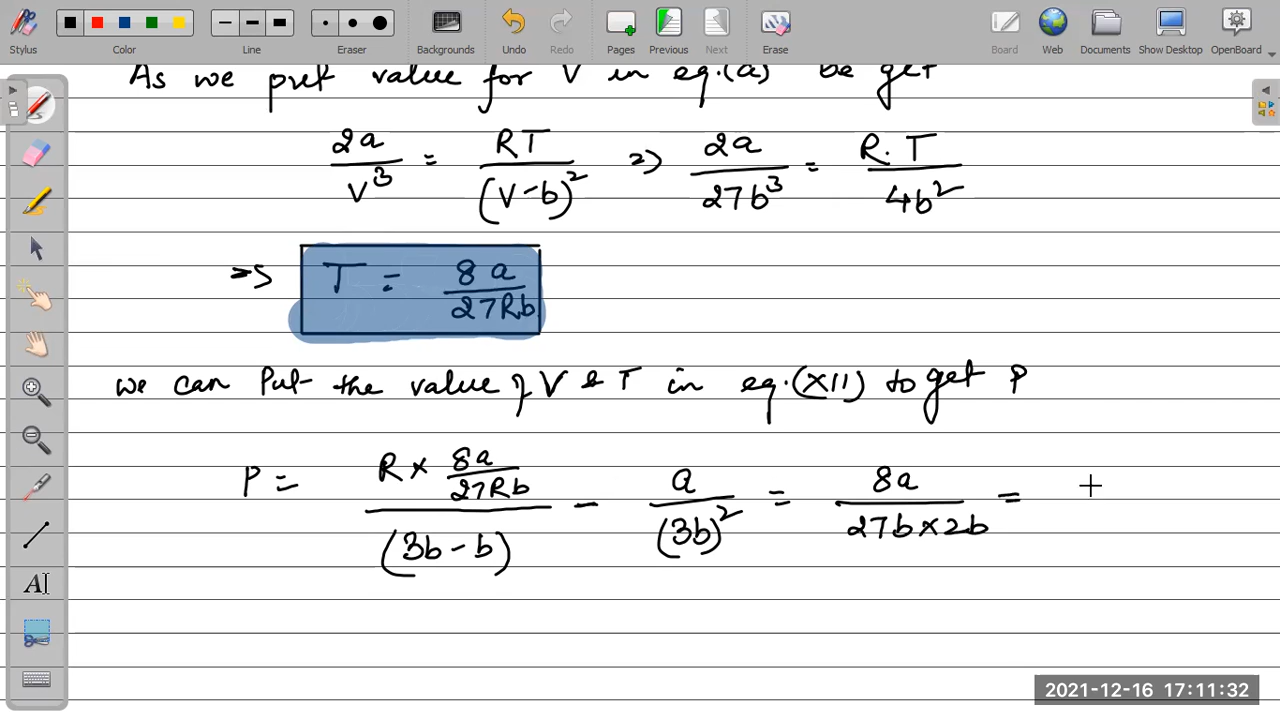 Stylus Color Line Eraser Backgrounds Undo Redo Pages Previous Next Erase Board Web Documents Show Desktop OpenBoard
As we put value for V in eq.(a) be get
2a/V³ = RT/(V-b)² => 2a/27b³ = R.T/4b²
=> T = 8a/27Rb
we can Put the value of V & T in eq.(XII) to get P
P = (R × 8a/27Rb)/(3b-b) - a/(3b)² = 8a/27b×2b =
2021-12-16 17:11:32